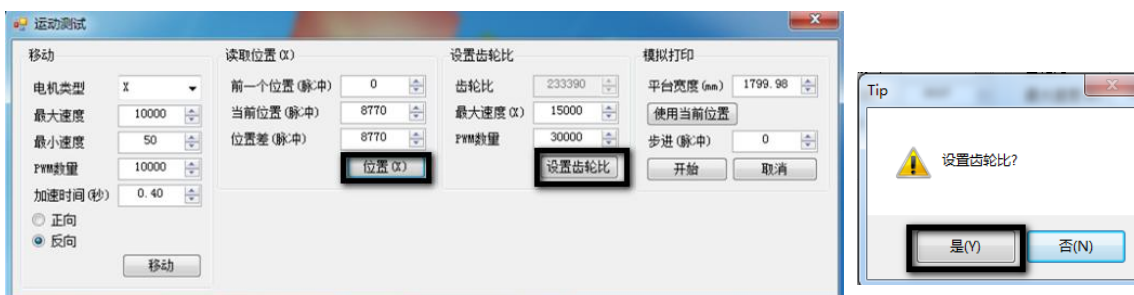 运动测试
移动
电机类型 X
最大速度 10000
最小速度 50
PWM数量 10000
加速时间(秒) 0.40
正向
反向
移动
读取位置(X)
前一个位置(脉冲) 0
当前位置(脉冲) 8770
位置差(脉冲) 8770
位置(X)
设置齿轮比
齿轮比 233390
最大速度(X) 15000
PWM数量 30000
设置齿轮比
模拟打印
平台宽度(mm) 1799.98
使用当前位置
步进(脉冲) 0
开始 取消
Tip
设置齿轮比?
是(Y) 否(N)